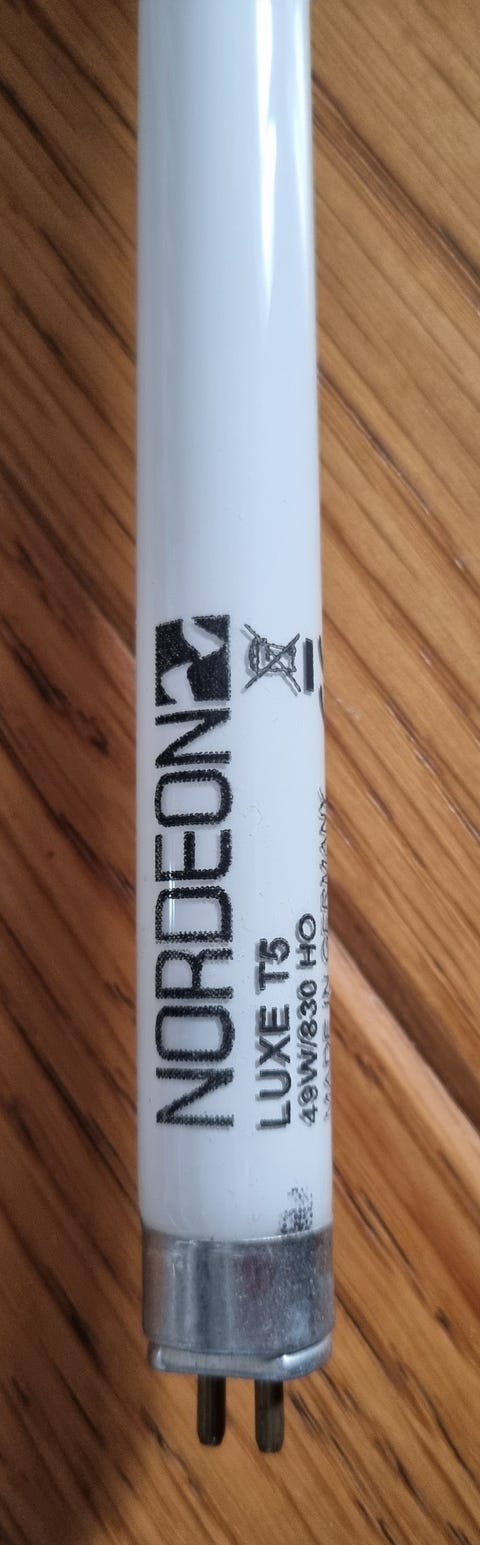 NORDEON
LUXE T5
49W/830 HO
MADE IN GERMANY